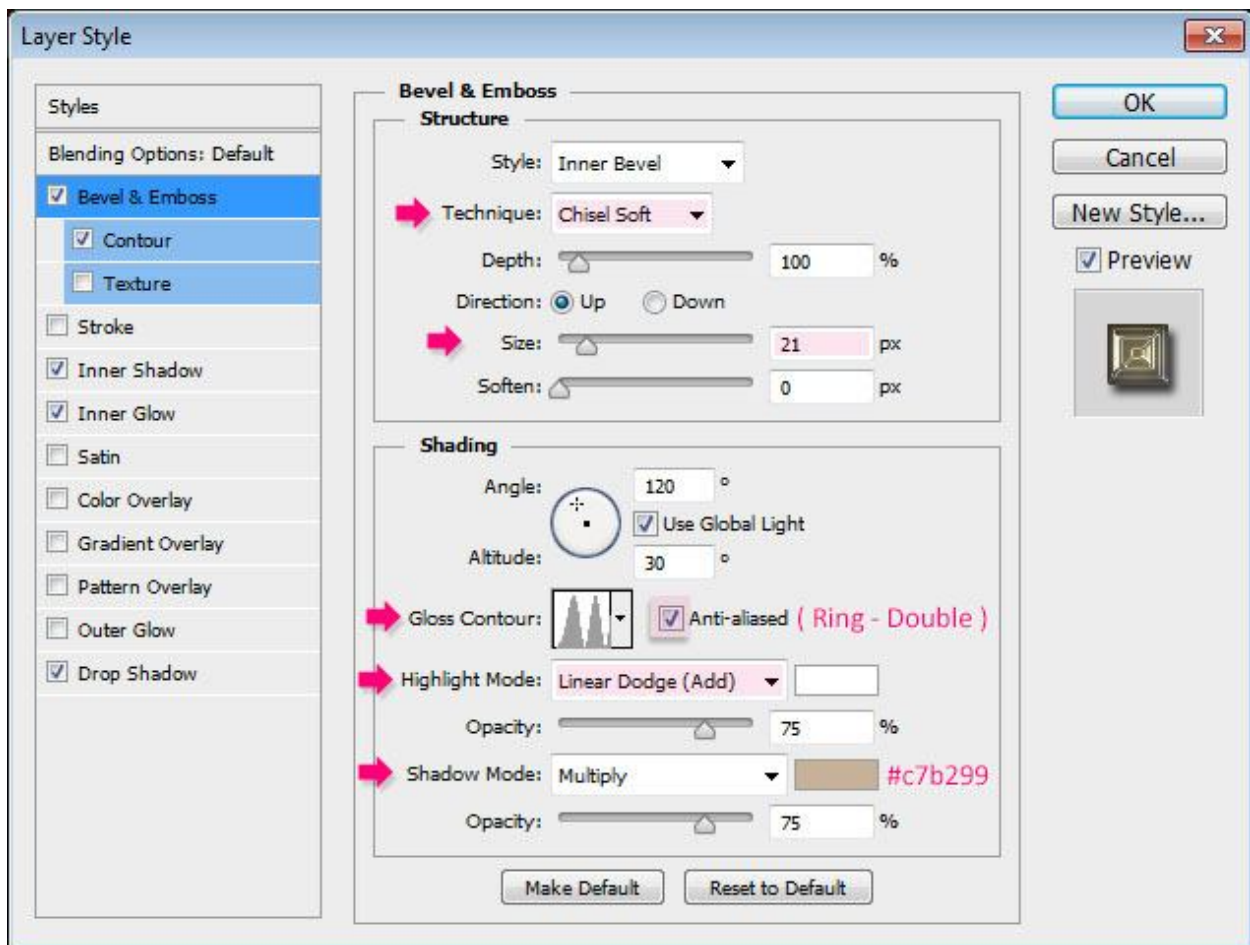 Layer Style
Styles
Blending Options: Default
Bevel & Emboss
Contour
Texture
Stroke
Inner Shadow
Inner Glow
Satin
Color Overlay
Gradient Overlay
Pattern Overlay
Outer Glow
Drop Shadow
Bevel & Emboss
Structure
Style: Inner Bevel
Technique: Chisel Soft
Depth: 100 %
Direction: Up Down
Size: 21 px
Soften: 0 px
Shading
Angle: 120 °
Use Global Light
Altitude: 30 °
Gloss Contour: Anti-aliased ( Ring - Double )
Highlight Mode: Linear Dodge (Add)
Opacity: 75 %
Shadow Mode: Multiply #c7b299
Opacity: 75 %
Make Default Reset to Default
OK
Cancel
New Style...
Preview